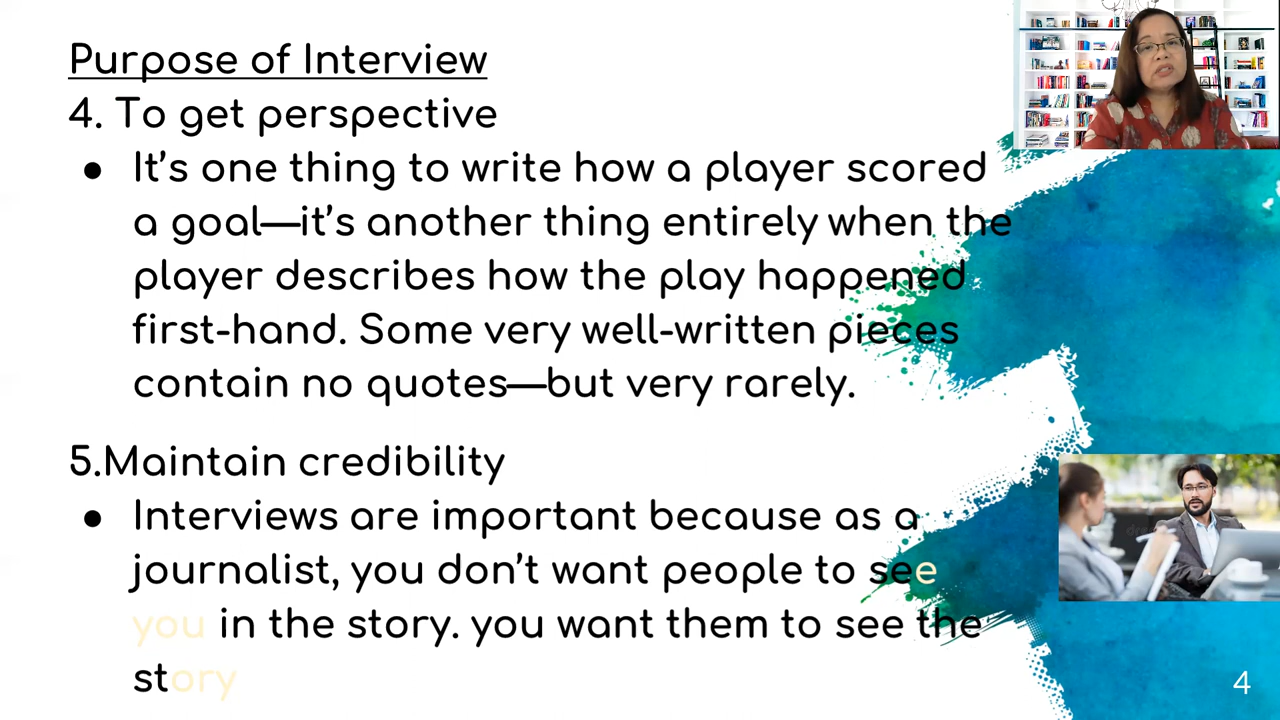 Purpose of Interview
4. To get perspective
● It's one thing to write how a player scored
a goal—it's another thing entirely when the
player describes how the play happened
first-hand. Some very well-written pieces
contain no quotes—but very rarely.
5.Maintain credibility
● Interviews are important because as a
journalist, you don't want people to see
you in the story. you want them to see the
story
4